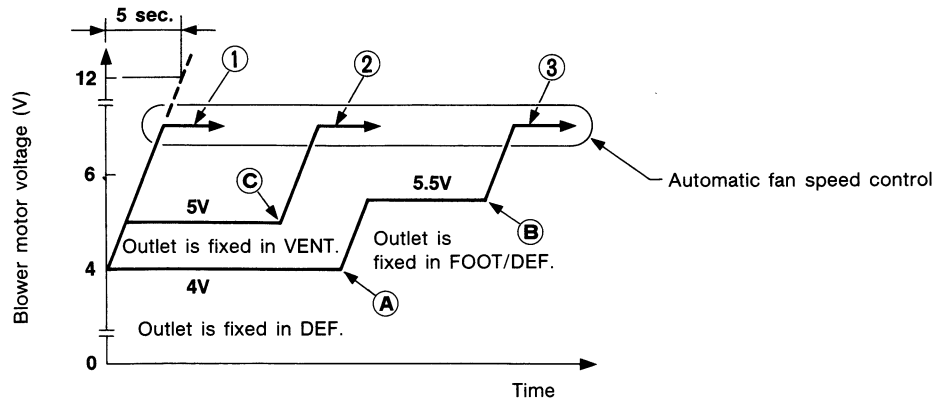 5 sec.
1
2
3
12
6
4
0
Blower motor voltage (V)
Automatic fan speed control
C
5V
5.5V
B
Outlet is fixed in VENT.
Outlet is
fixed in FOOT/DEF.
4V
A
Outlet is fixed in DEF.
Time